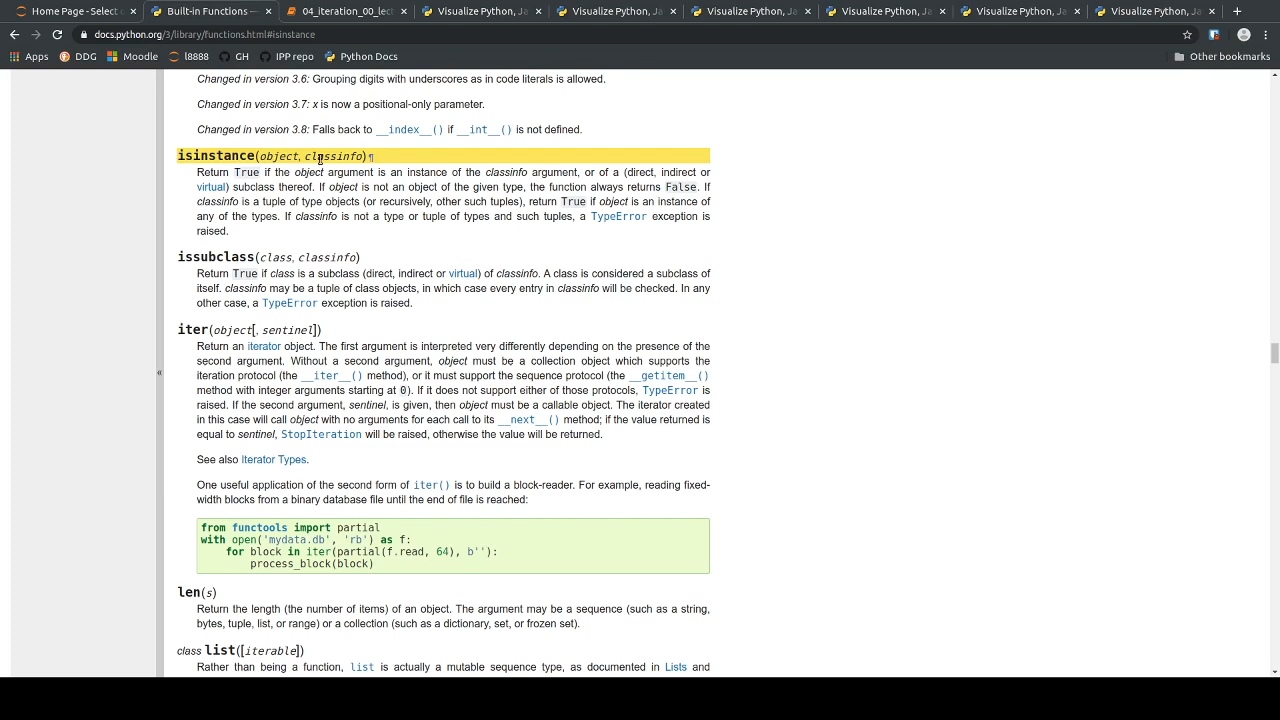 Home Page - Select o
Built-in Functions —
04_iteration_00_lect
Visualize Python, Ja
Visualize Python, Ja
Visualize Python, Ja
Visualize Python, Ja
Visualize Python, Ja
Visualize Python, Ja
docs.python.org/3/library/functions.html#isinstance
Apps
DDG
Moodle
l8888
GH
IPP repo
Python Docs
Other bookmarks
Changed in version 3.6: Grouping digits with underscores as in code literals is allowed.
Changed in version 3.7: x is now a positional-only parameter.
Changed in version 3.8: Falls back to __index__() if __int__() is not defined.
isinstance(object, classinfo) ¶
Return True if the object argument is an instance of the classinfo argument, or of a (direct, indirect or
virtual) subclass thereof. If object is not an object of the given type, the function always returns False. If
classinfo is a tuple of type objects (or recursively, other such tuples), return True if object is an instance of
any of the types. If classinfo is not a type or tuple of types and such tuples, a TypeError exception is
raised.
issubclass(class, classinfo)
Return True if class is a subclass (direct, indirect or virtual) of classinfo. A class is considered a subclass of
itself. classinfo may be a tuple of class objects, in which case every entry in classinfo will be checked. In any
other case, a TypeError exception is raised.
iter(object[, sentinel])
Return an iterator object. The first argument is interpreted very differently depending on the presence of the
second argument. Without a second argument, object must be a collection object which supports the
iteration protocol (the __iter__() method), or it must support the sequence protocol (the __getitem__()
method with integer arguments starting at 0). If it does not support either of those protocols, TypeError is
raised. If the second argument, sentinel, is given, then object must be a callable object. The iterator created
in this case will call object with no arguments for each call to its __next__() method; if the value returned is
equal to sentinel, StopIteration will be raised, otherwise the value will be returned.
See also Iterator Types.
One useful application of the second form of iter() is to build a block-reader. For example, reading fixed-
width blocks from a binary database file until the end of file is reached:
from functools import partial
with open('mydata.db', 'rb') as f:
    for block in iter(partial(f.read, 64), b''):
        process_block(block)
len(s)
Return the length (the number of items) of an object. The argument may be a sequence (such as a string,
bytes, tuple, list, or range) or a collection (such as a dictionary, set, or frozen set).
class list([iterable])
Rather than being a function, list is actually a mutable sequence type, as documented in Lists and
«